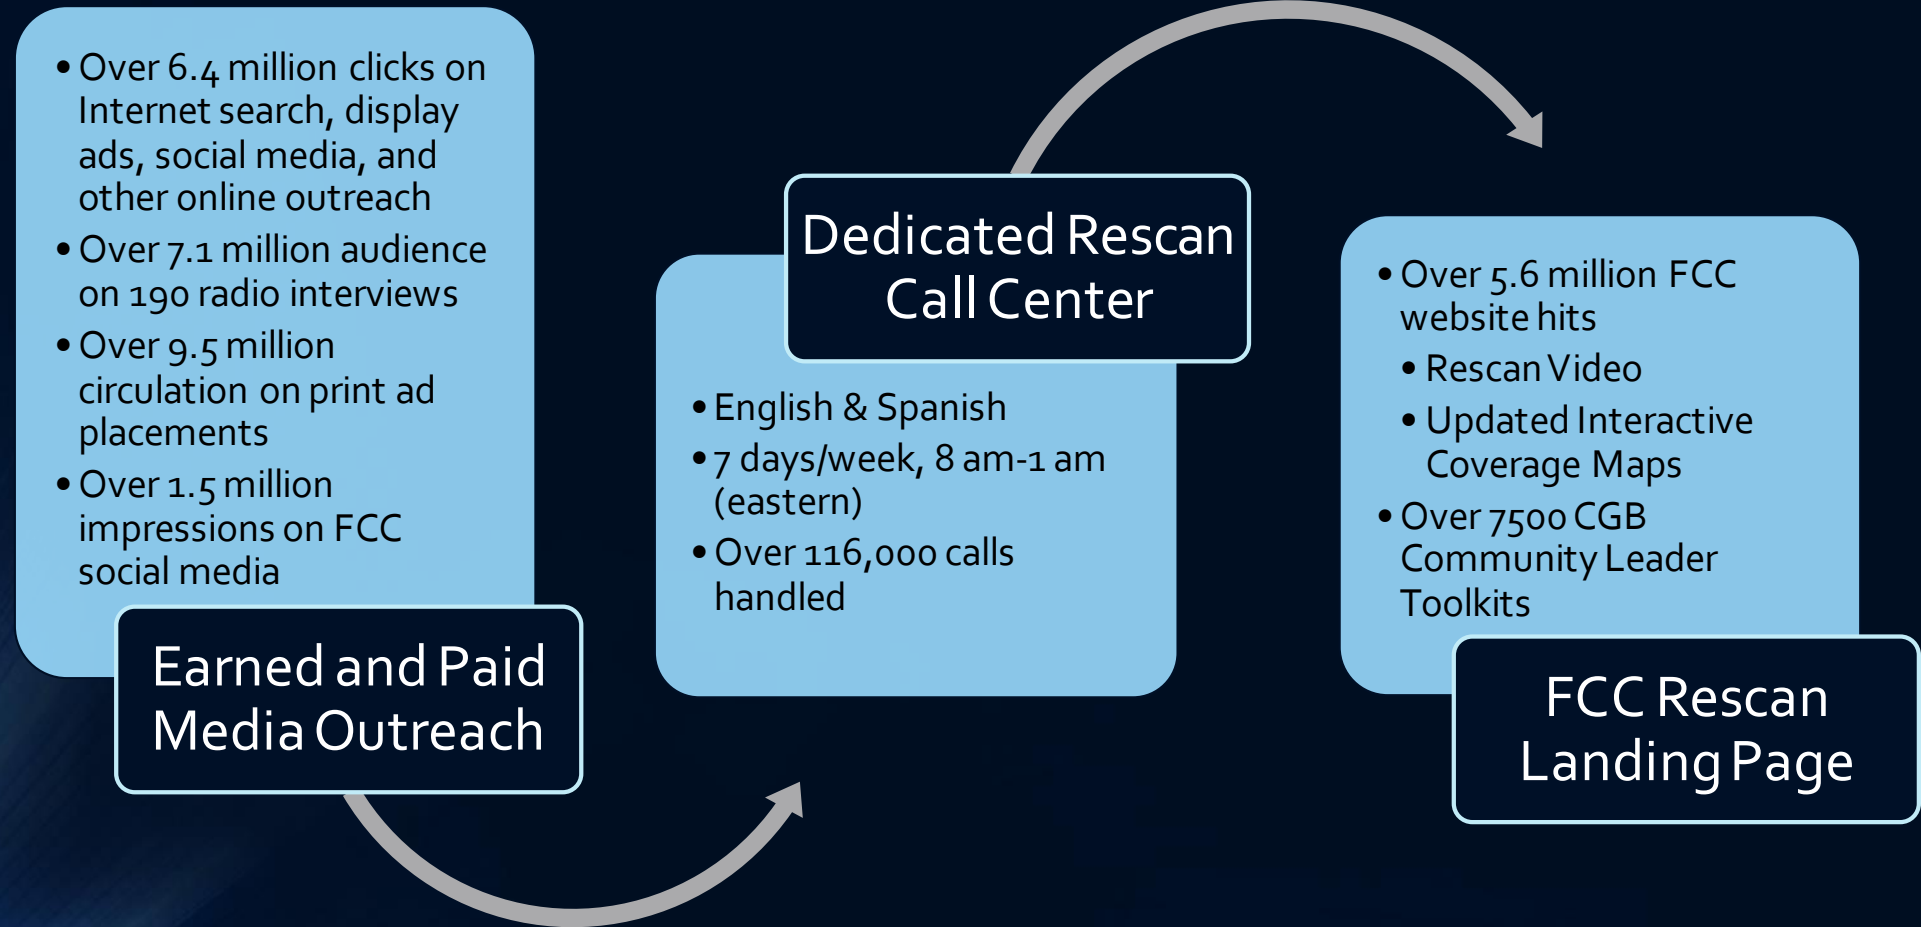 • Over 6.4 million clicks on
Internet search, display
ads, social media, and
other online outreach
• Over 7.1 million audience
on 190 radio interviews
• Over 9.5 million
circulation on print ad
placements
• Over 1.5 million
impressions on FCC
social media
Earned and Paid
Media Outreach
Dedicated Rescan
Call Center
• English & Spanish
• 7 days/week, 8 am-1 am
(eastern)
• Over 116,000 calls
handled
• Over 5.6 million FCC
website hits
• Rescan Video
• Updated Interactive
Coverage Maps
• Over 7500 CGB
Community Leader
Toolkits
FCC Rescan
Landing Page